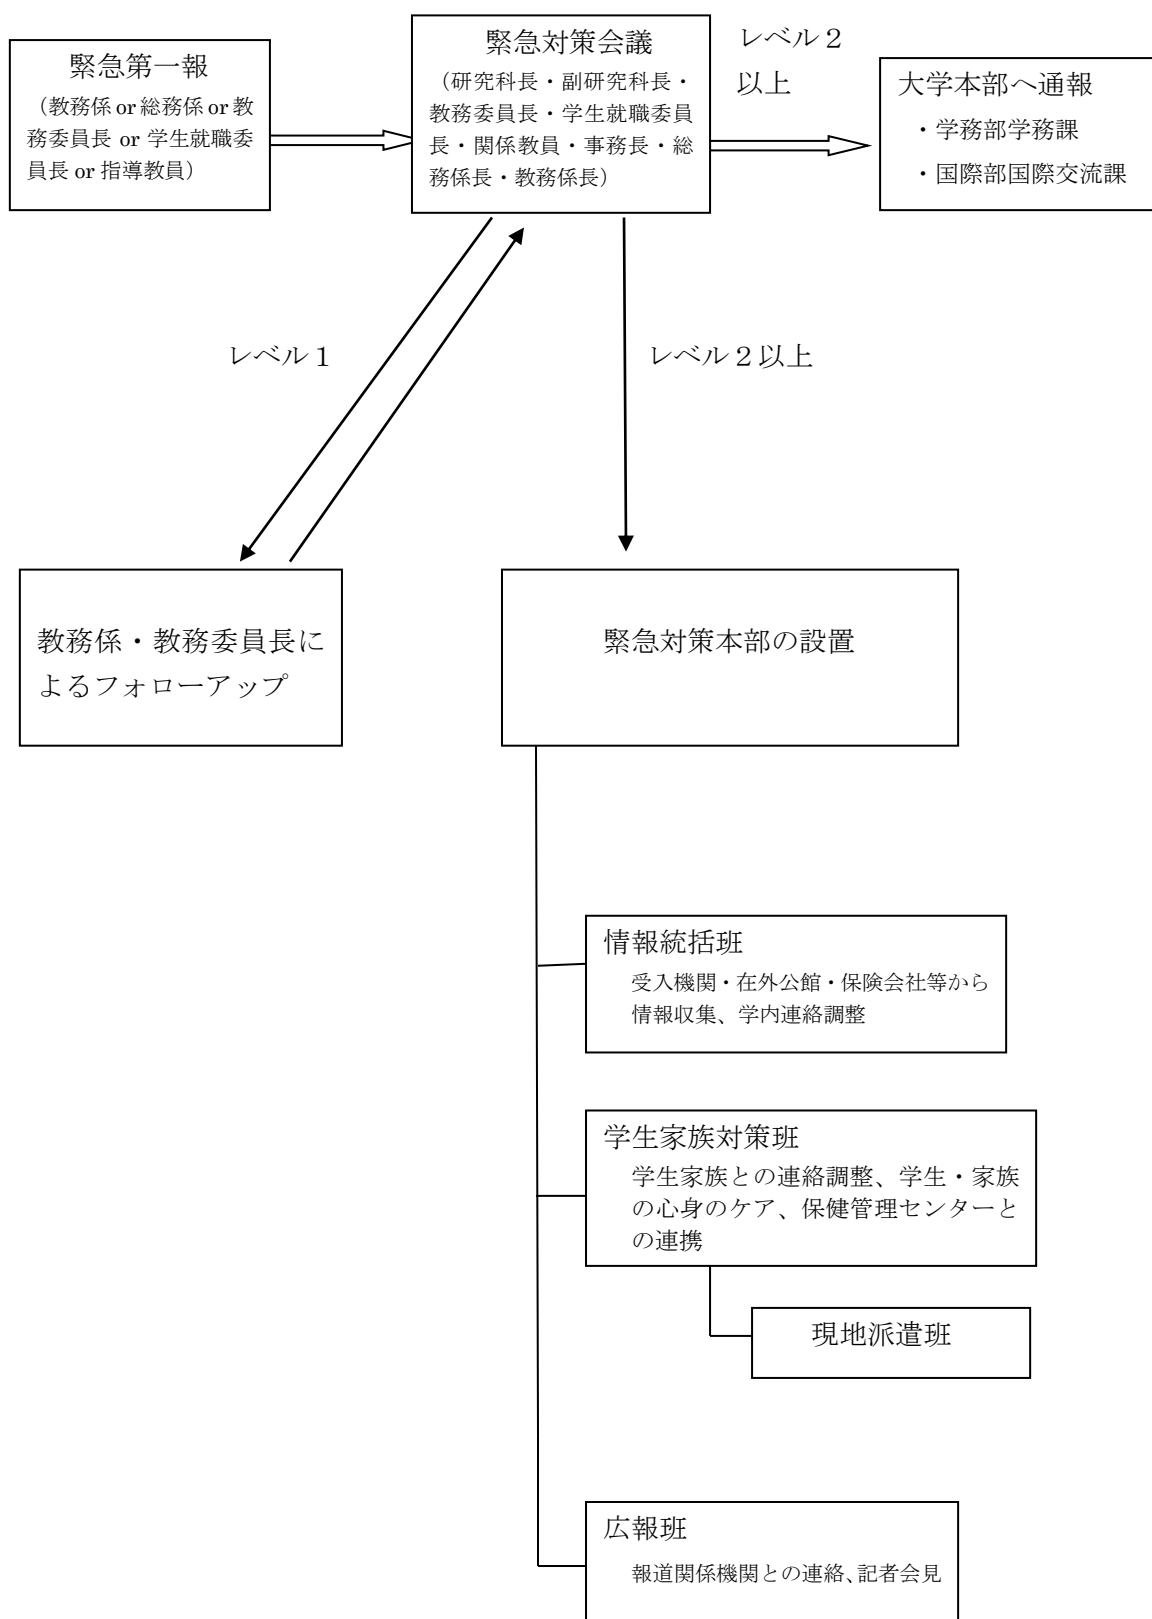 緊急第一報
（教務係 or 総務係 or 教
務委員長 or 学生就職委
員長 or 指導教員）
緊急対策会議
（研究科長・副研究科長・
教務委員長・学生就職委員
長・関係教員・事務長・総
務係長・教務係長）
レベル２
以上
大学本部へ通報
・学務部学務課
・国際部国際交流課
レベル１
レベル２以上
教務係・教務委員長に
よるフォローアップ
緊急対策本部の設置
情報統括班
受入機関・在外公館・保険会社等から
情報収集、学内連絡調整
学生家族対策班
学生家族との連絡調整、学生・家族
の心身のケア、保健管理センターと
の連携
現地派遣班
広報班
報道関係機関との連絡、記者会見